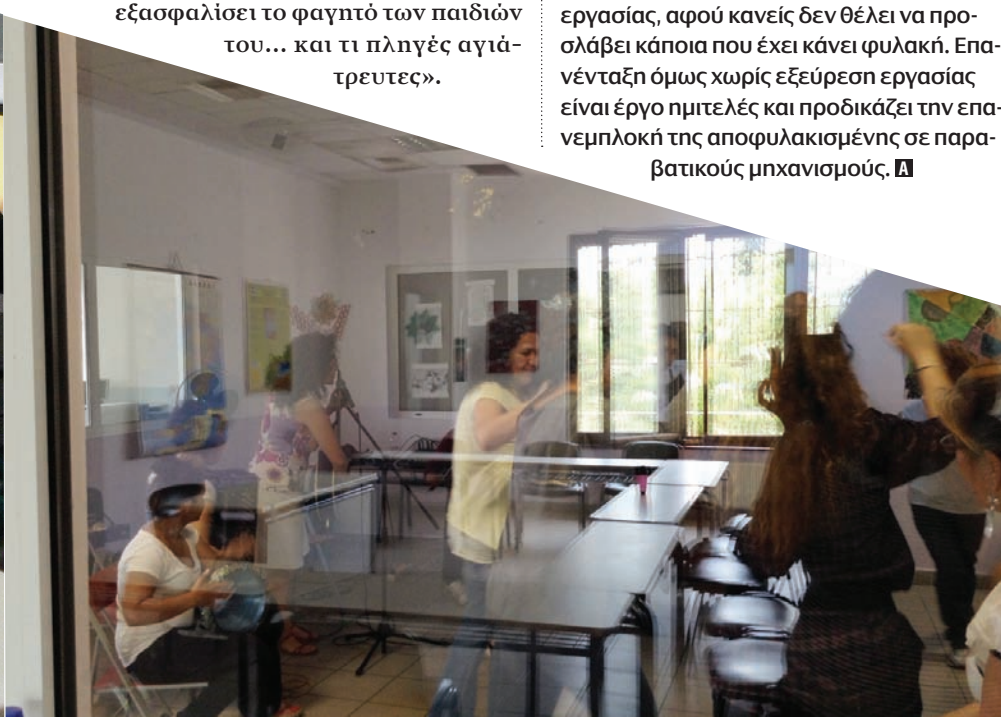 εξασφαλίσει το φαγητό των παιδιών
του... και τι πληγές αγιά-
τρευτες».
εργασίας, αφού κανείς δεν θέλει να προ-
σλάβει κάποια που έχει κάνει φυλακή. Επα-
νένταξη όμως χωρίς εξεύρεση εργασίας
είναι έργο ημιτελές και προδικάζει την επα-
νεμπλοκή της αποφυλακισμένης σε παρα-
βατικούς μηχανισμούς. A